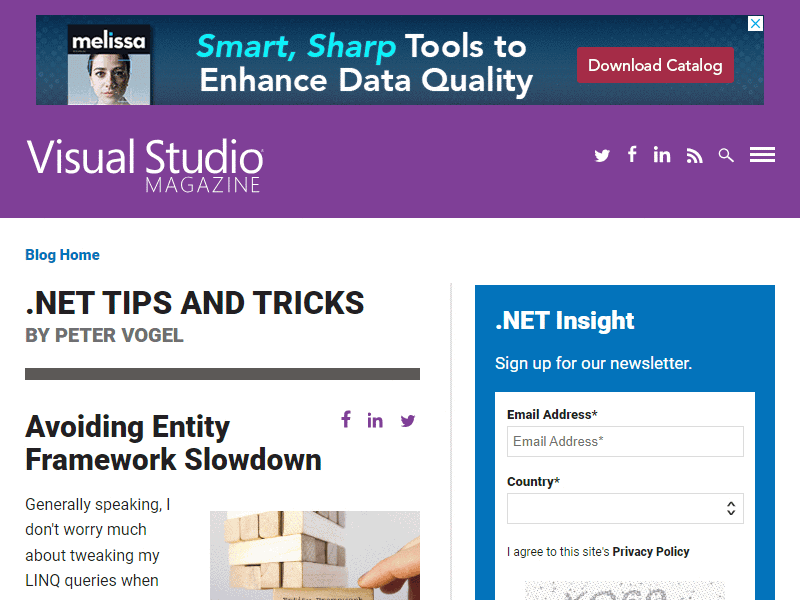 melissa
Smart, Sharp Tools to
Enhance Data Quality
Download Catalog
Visual Studio
MAGAZINE
Blog Home
.NET TIPS AND TRICKS
BY PETER VOGEL
Avoiding Entity
Framework Slowdown
Generally speaking, I
don't worry much
about tweaking my
LINQ queries when
.NET Insight
Sign up for our newsletter.
Email Address*
Email Address*
Country*
I agree to this site's Privacy Policy